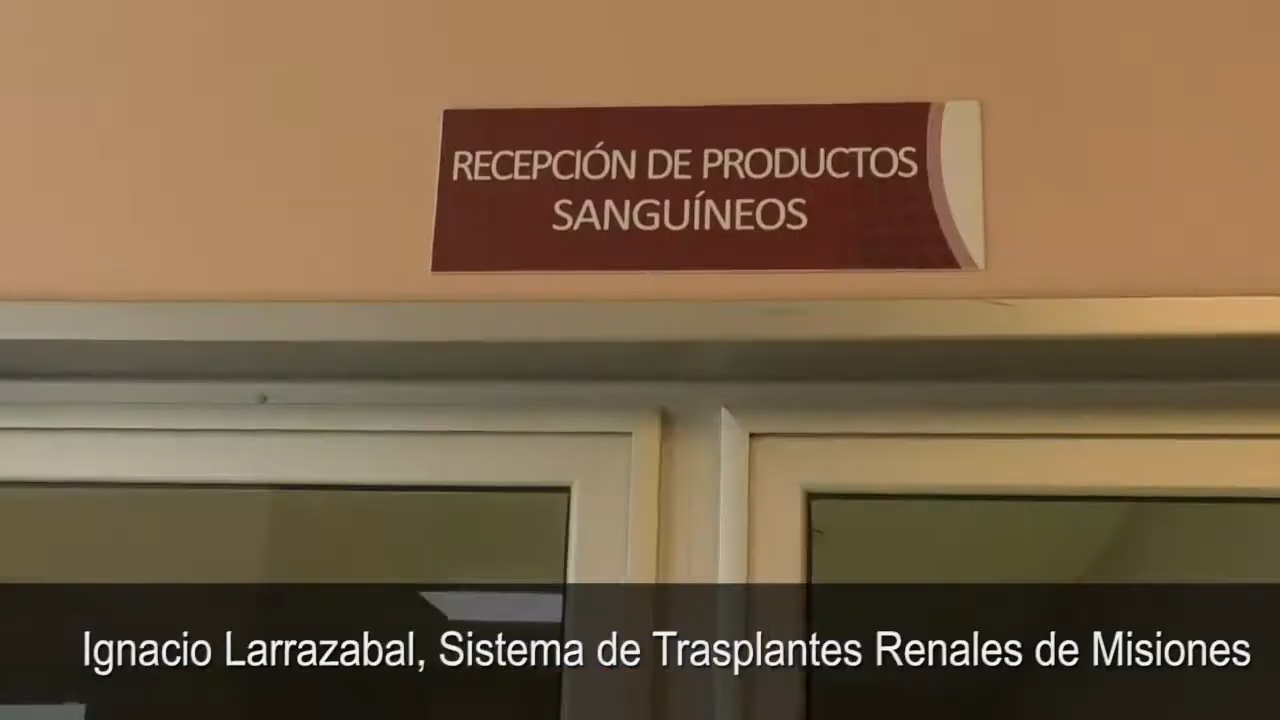 RECEPCIÓN DE PRODUCTOS
SANGUÍNEOS
Ignacio Larrazabal, Sistema de Trasplantes Renales de Misiones